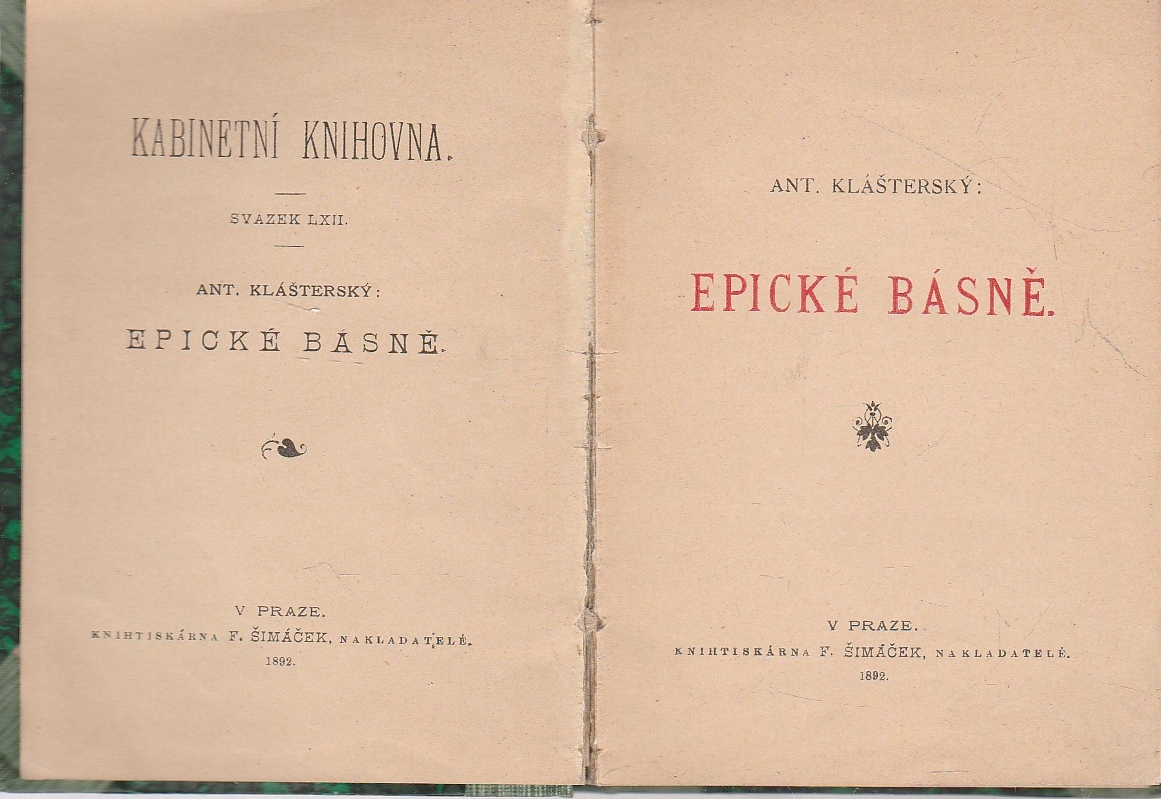 KABINETNÍ KNIHOVNA.
SVAZEK LXII.
ANT. KLÁŠTERSKÝ:
EPICKÉ BÁSNĚ.
V PRAZE.
KNIHTISKÁRNA F. ŠIMÁČEK, NAKLADATELÉ.
1892.
ANT. KLÁŠTERSKÝ:
EPICKÉ BÁSNĚ.
V PRAZE.
KNIHTISKÁRNA F. ŠIMÁČEK, NAKLADATELÉ.
1892.